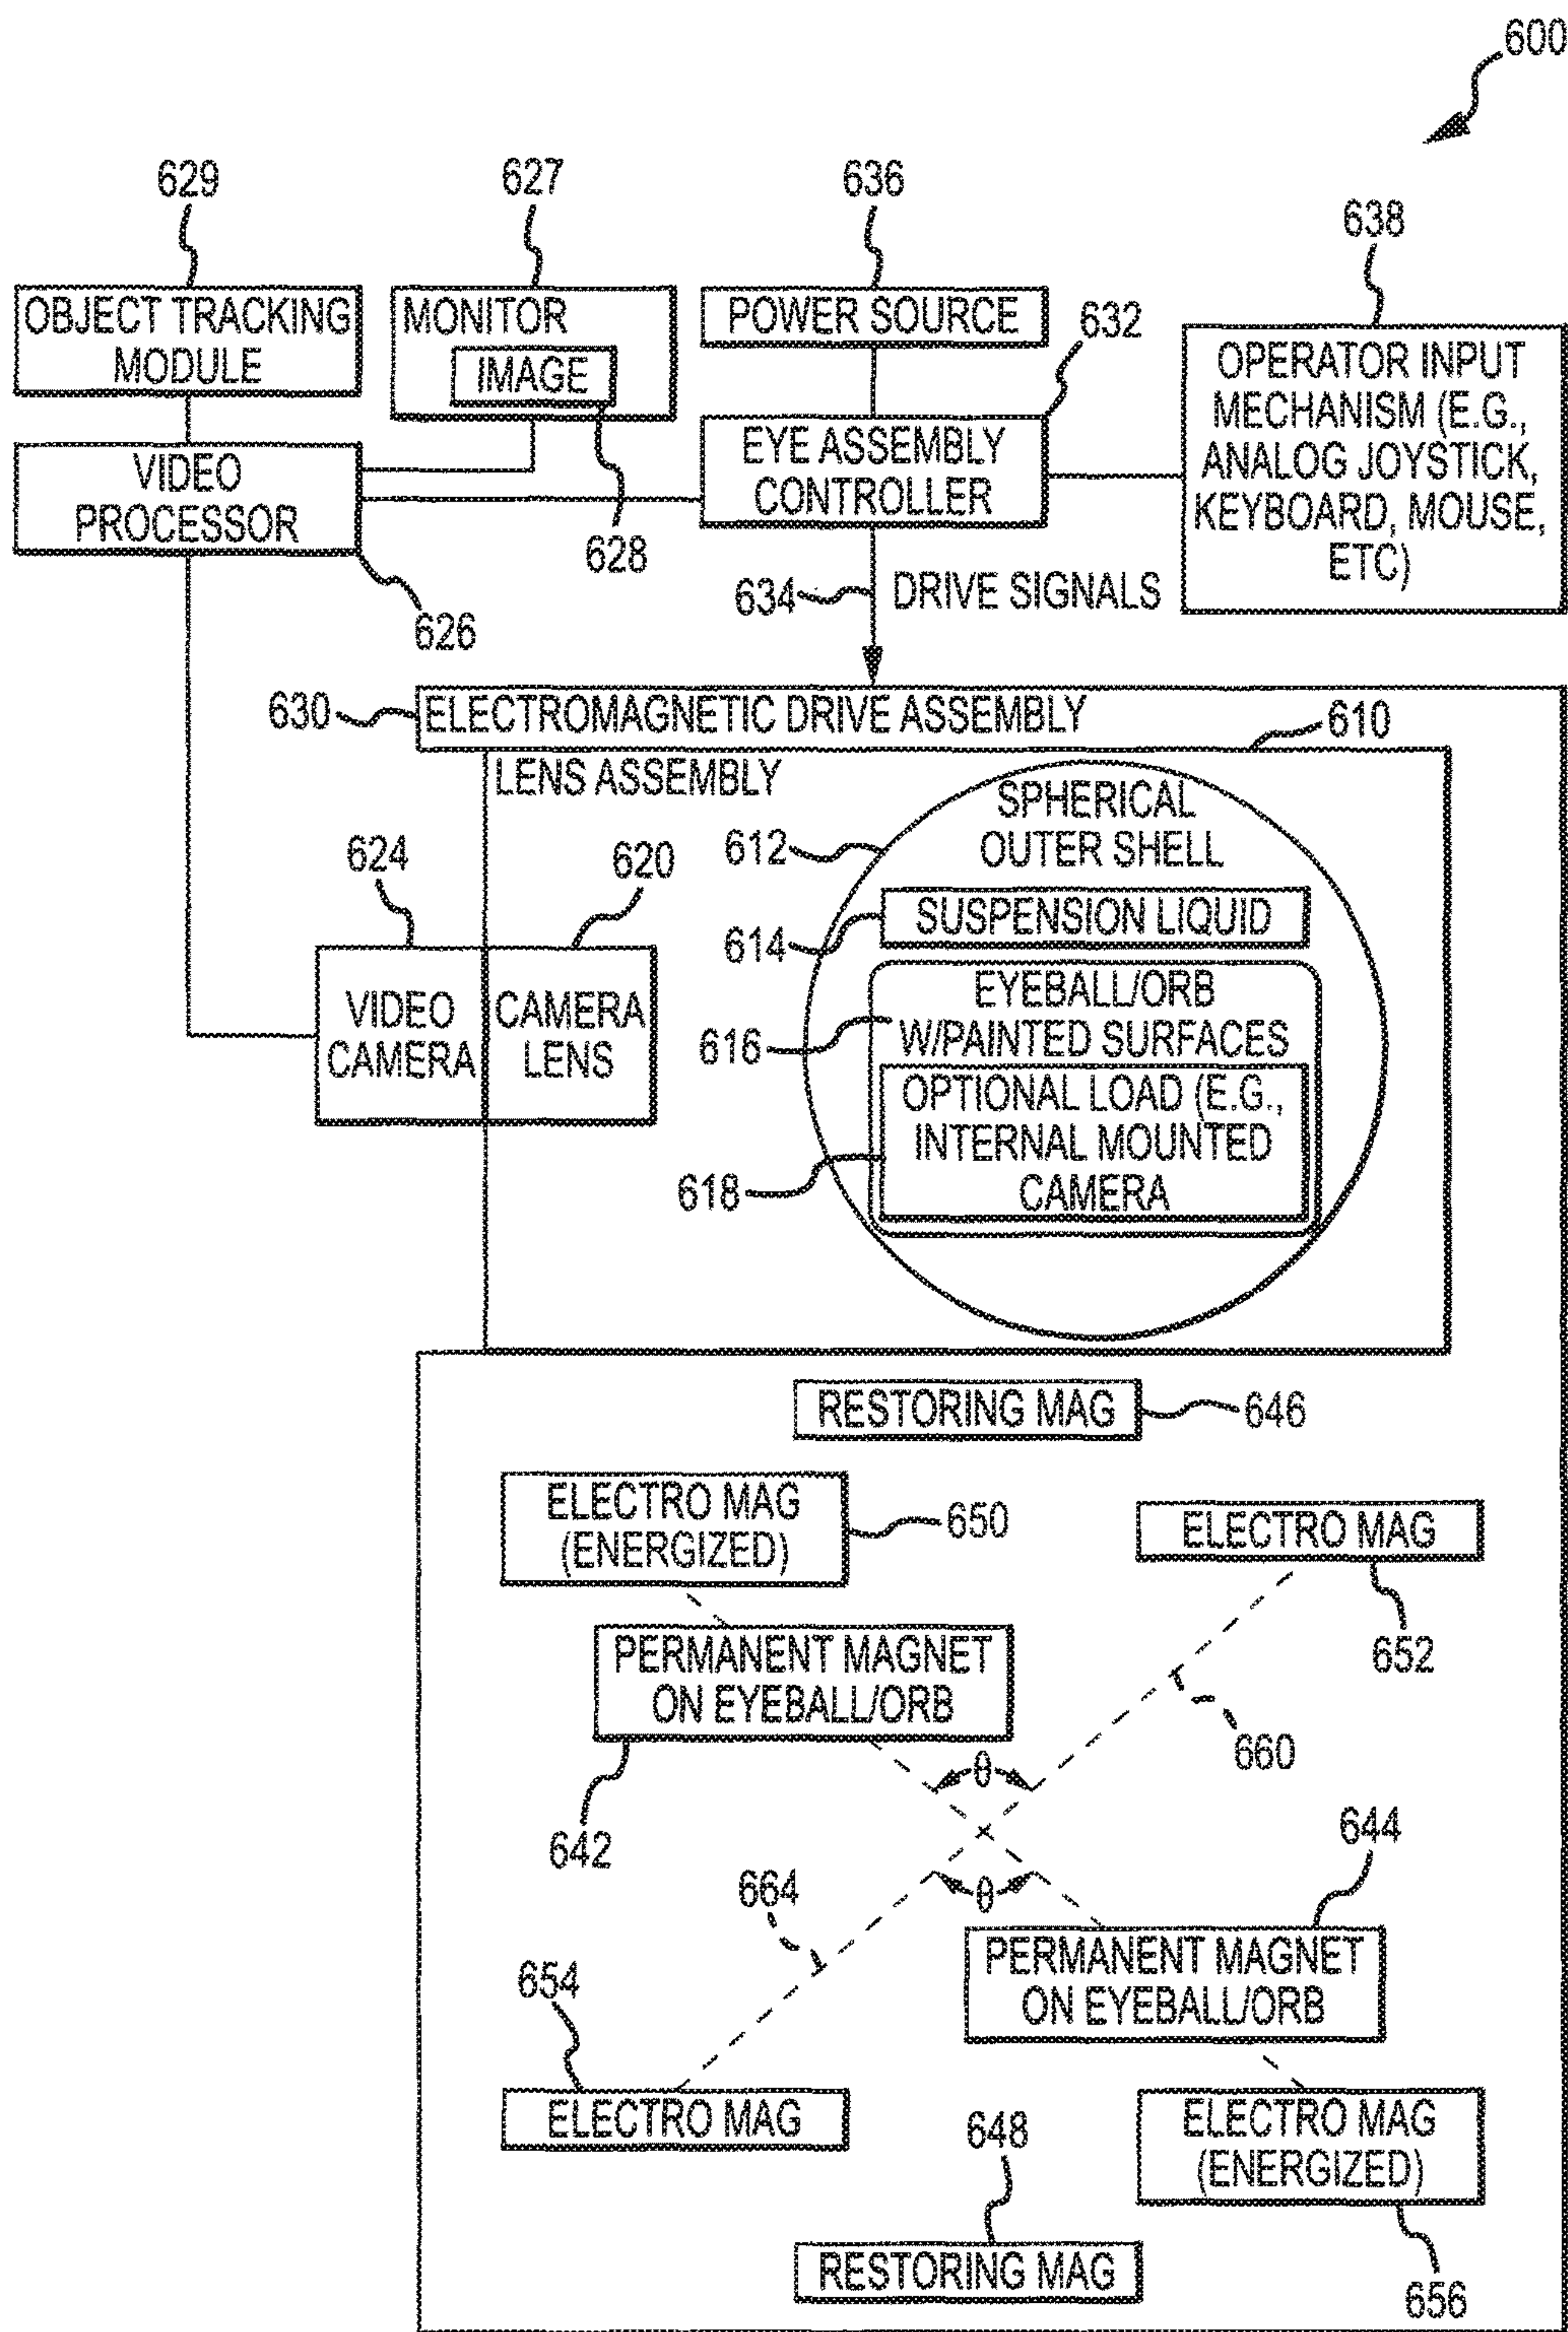 600
629
627
636
638
OBJECT TRACKING
MODULE
MONITOR
IMAGE
POWER SOURCE
632
OPERATOR INPUT
MECHANISM (E.G.,
ANALOG JOYSTICK,
KEYBOARD, MOUSE,
ETC)
VIDEO
PROCESSOR
EYE ASSEMBLY
CONTROLLER
628
626
634
DRIVE SIGNALS
630
ELECTROMAGNETIC DRIVE ASSEMBLY
610
LENS ASSEMBLY
SPHERICAL
OUTER SHELL
612
624
620
614
SUSPENSION LIQUID
VIDEO
CAMERA
CAMERA
LENS
616
EYEBALL/ORB
W/PAINTED SURFACES
618
OPTIONAL LOAD (E.G.,
INTERNAL MOUNTED
CAMERA
RESTORING MAG
646
ELECTRO MAG
(ENERGIZED)
650
ELECTRO MAG
652
PERMANENT MAGNET
ON EYEBALL/ORB
660
642
θ
644
664
θ
PERMANENT MAGNET
ON EYEBALL/ORB
654
ELECTRO MAG
648
ELECTRO MAG
(ENERGIZED)
RESTORING MAG
656